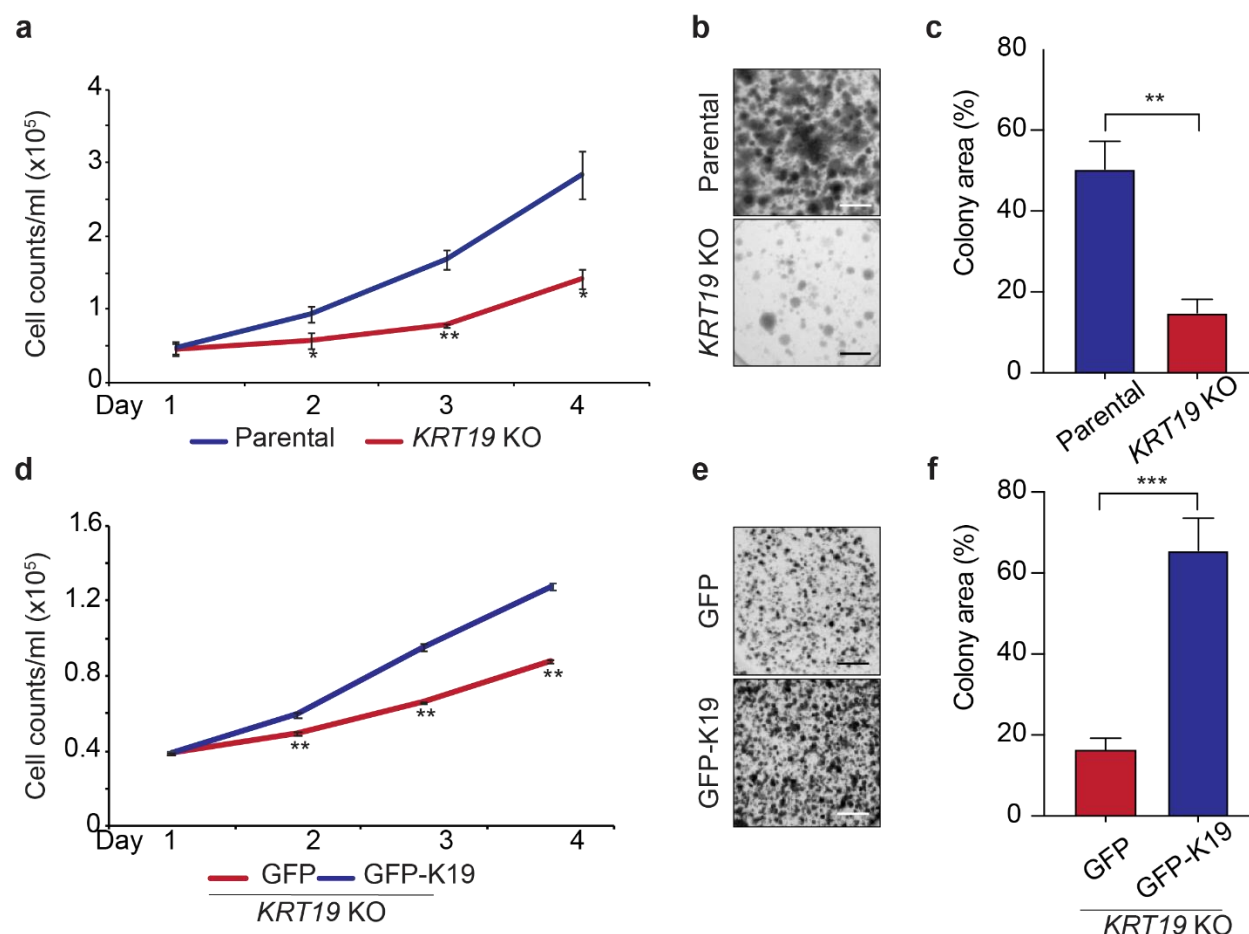 a
Cell counts/ml (x10⁵)
4
3
2
1
0
*
**
*
Day 1 2 3 4
Parental KRT19 KO
b
Parental
KRT19 KO
c
Colony area (%)
80
60
40
20
0
**
Parental
KRT19 KO
d
Cell counts/ml (x10⁵)
1.6
1.2
0.8
0.4
0
**
**
**
Day 1 2 3 4
GFP GFP-K19
KRT19 KO
e
GFP
GFP-K19
f
Colony area (%)
80
60
40
20
0
***
GFP
GFP-K19
KRT19 KO